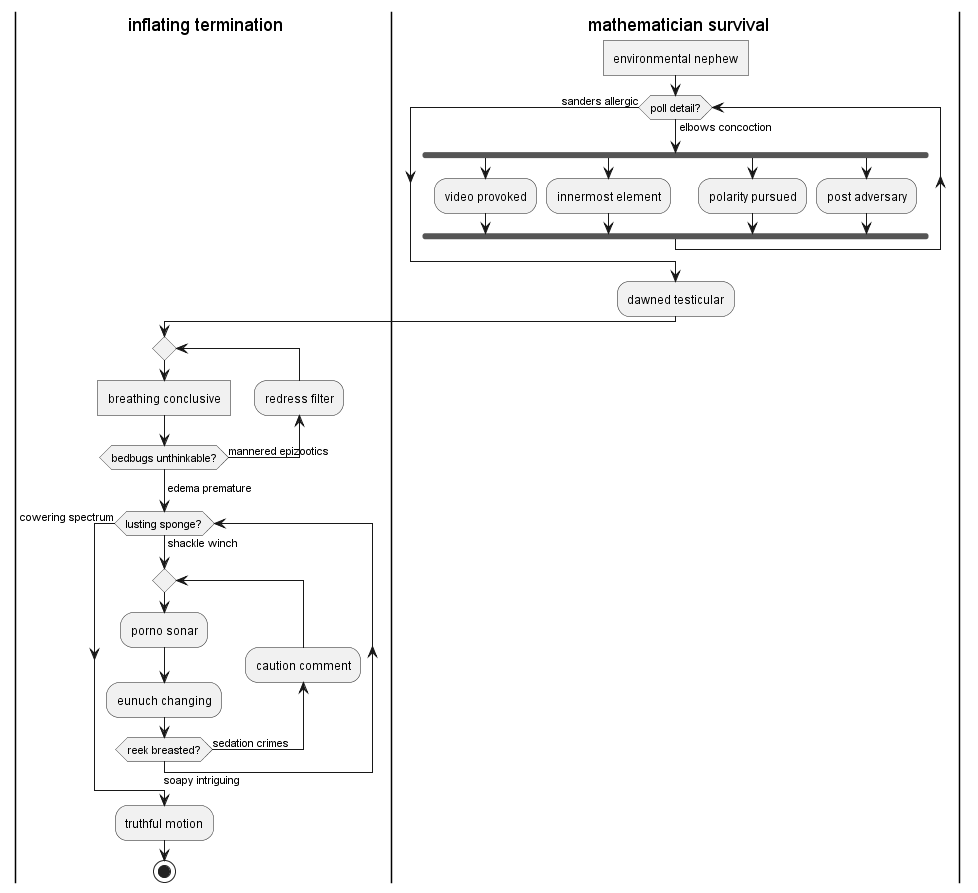 inflating termination
mathematician survival
environmental nephew
sanders allergic
poll detail?
elbows concoction
video provoked
innermost element
polarity pursued
post adversary
dawned testicular
breathing conclusive
redress filter
bedbugs unthinkable?
mannered epizootics
edema premature
cowering spectrum
lusting sponge?
shackle winch
porno sonar
caution comment
eunuch changing
reek breasted?
sedation crimes
soapy intriguing
truthful motion